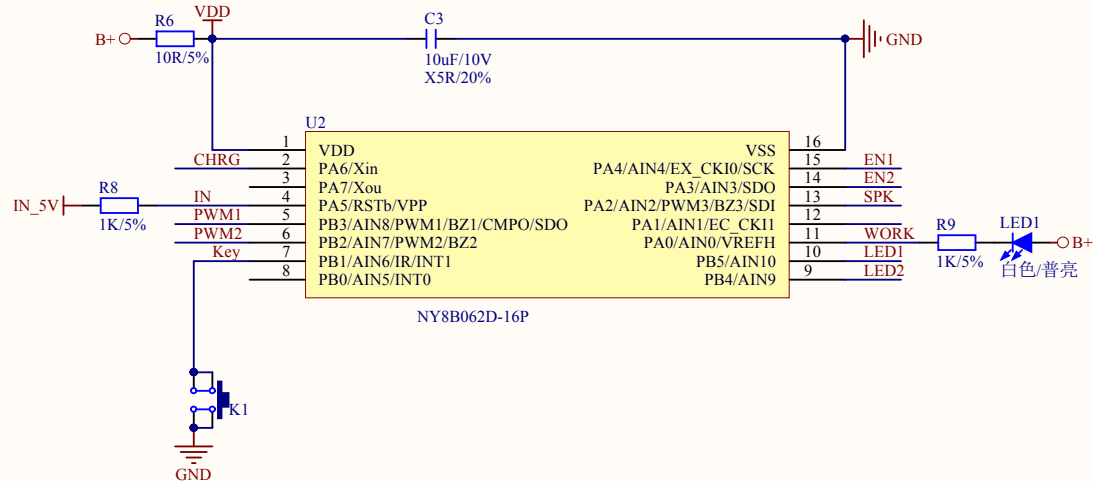 VDD
R6
B+
10R/5%
C3
10uF/10V
X5R/20%
GND
U2
1 VDD VSS 16
CHRG 2 PA6/Xin PA4/AIN4/EX_CKI0/SCK 15 EN1
3 PA7/Xou PA3/AIN3/SDO 14 EN2
IN_5V R8 1K/5% IN 4 PA5/RSTb/VPP PA2/AIN2/PWM3/BZ3/SDI 13 SPK
PWM1 5 PB3/AIN8/PWM1/BZ1/CMPO/SDO PA1/AIN1/EC_CKI1 12
PWM2 6 PB2/AIN7/PWM2/BZ2 PA0/AIN0/VREFH 11 WORK R9 1K/5% LED1 B+
Key 7 PB1/AIN6/IR/INT1 PB5/AIN10 10 LED1
白色/普亮
8 PB0/AIN5/INT0 PB4/AIN9 9 LED2
NY8B062D-16P
K1
GND